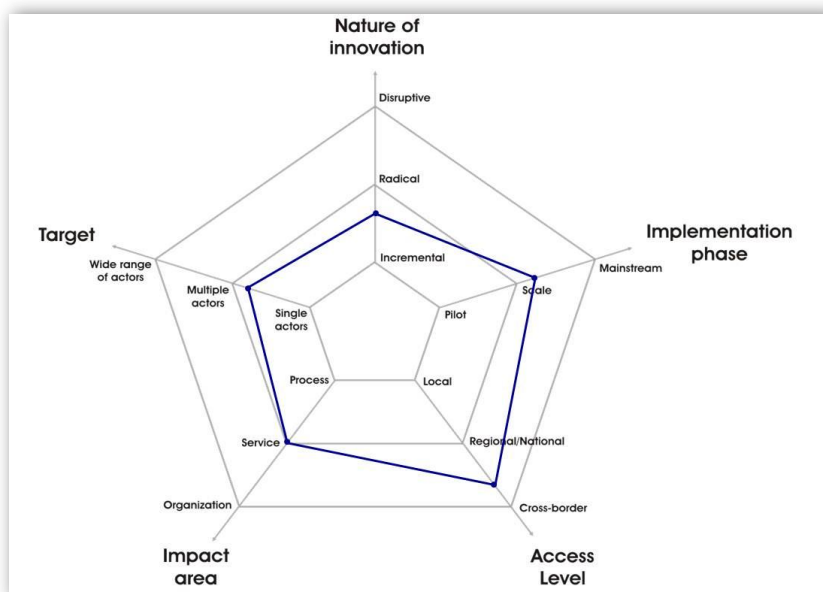 Nature of
innovation
Disruptive
Radical
Incremental
Target
Wide range
of actors
Multiple
actors
Single
actors
Implementation
phase
Mainstream
Scale
Pilot
Process
Local
Service
Regional/National
Organization
Cross-border
Impact
area
Access
Level